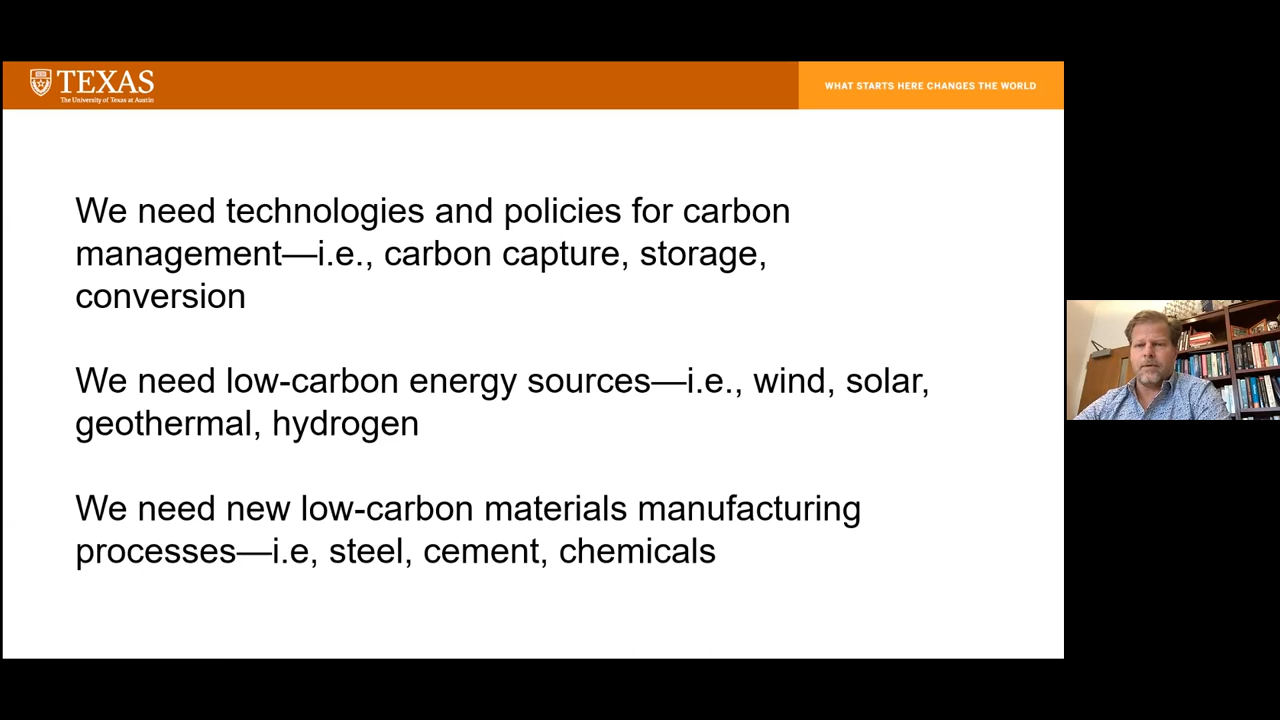 TEXAS
The University of Texas at Austin
WHAT STARTS HERE CHANGES THE WORLD
We need technologies and policies for carbon
management—i.e., carbon capture, storage,
conversion
We need low-carbon energy sources—i.e., wind, solar,
geothermal, hydrogen
We need new low-carbon materials manufacturing
processes—i.e, steel, cement, chemicals